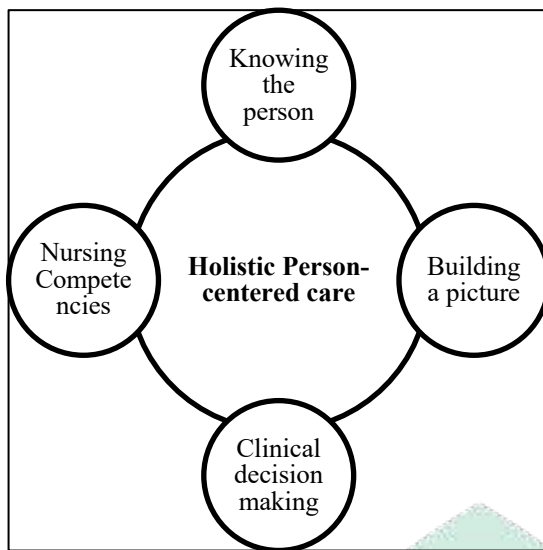 Knowing
the
person
Nursing
Compete
ncies
Holistic Person-
centered care
Building
a picture
Clinical
decision
making